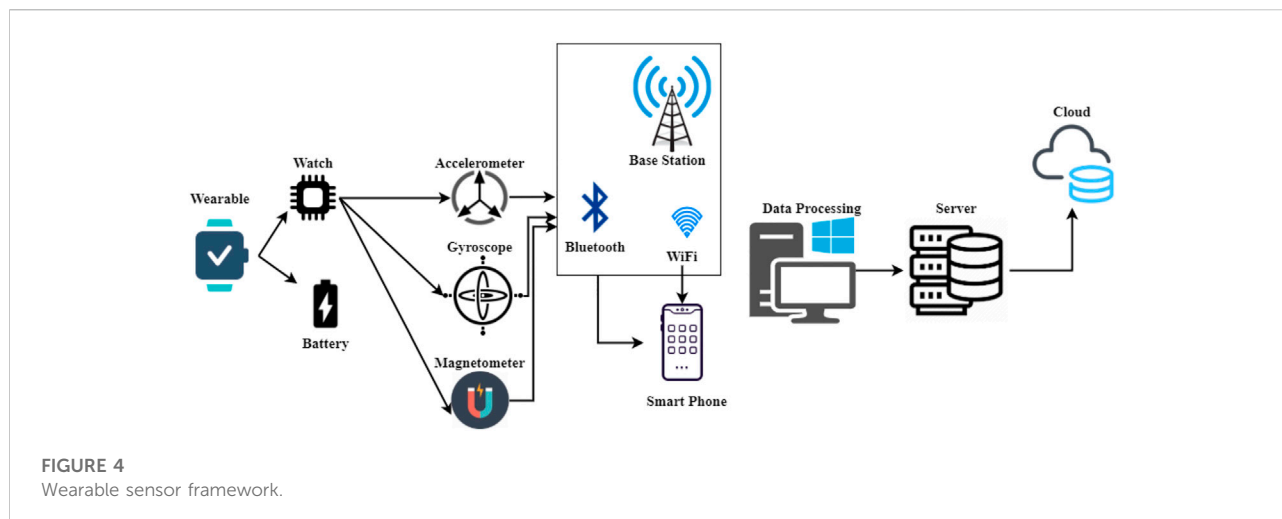 Wearable
Watch
Battery
Accelerometer
Gyroscope
Magnetometer
Base Station
Bluetooth
WiFi
Smart Phone
Data Processing
Server
Cloud
FIGURE 4
Wearable sensor framework.